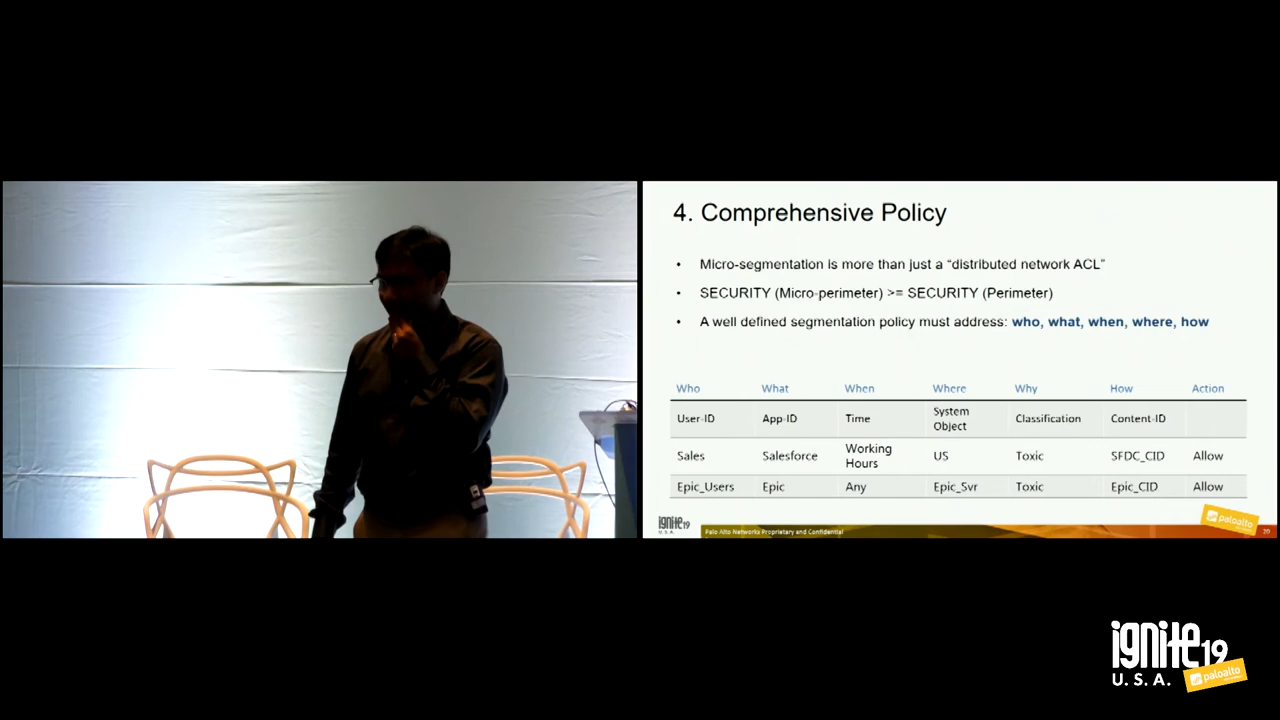 4. Comprehensive Policy
• Micro-segmentation is more than just a “distributed network ACL”
• SECURITY (Micro-perimeter) >= SECURITY (Perimeter)
• A well defined segmentation policy must address: who, what, when, where, how
Who What When Where Why How Action
User-ID App-ID Time System Object Classification Content-ID
Sales Salesforce Working Hours US Toxic SFDC_CID Allow
Epic_Users Epic Any Epic_Svr Toxic Epic_CID Allow
ignite19
U.S.A.
Palo Alto Networks Proprietary and Confidential
paloalto
20
ignite19
U.S.A.
paloalto